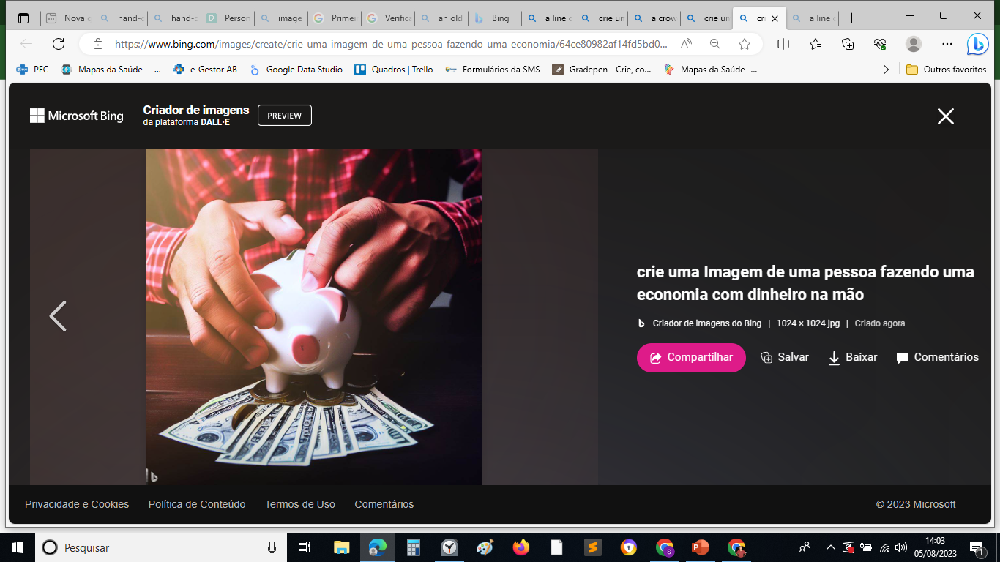 Nova g
hand-c
hand-c
Person
image
Primeir
Verifica
an old
Bing
a line c
crie un
a crow
crie un
cri
a line c
https://www.bing.com/images/create/crie-uma-imagem-de-uma-pessoa-fazendo-uma-economia/64ce80982af14fd5bd0...
PEC
Mapas da Saúde - -...
e-Gestor AB
Google Data Studio
Quadros | Trello
Formulários da SMS
Gradepen - Crie, co...
Mapas da Saúde -...
Outros favoritos
Microsoft Bing
Criador de imagens
da plataforma DALL·E
PREVIEW
crie uma Imagem de uma pessoa fazendo uma
economia com dinheiro na mão
Criador de imagens do Bing | 1024 × 1024 jpg | Criado agora
Compartilhar
Salvar
Baixar
Comentários
Privacidade e Cookies
Política de Conteúdo
Termos de Uso
Comentários
© 2023 Microsoft
Pesquisar
14:03
05/08/2023
1